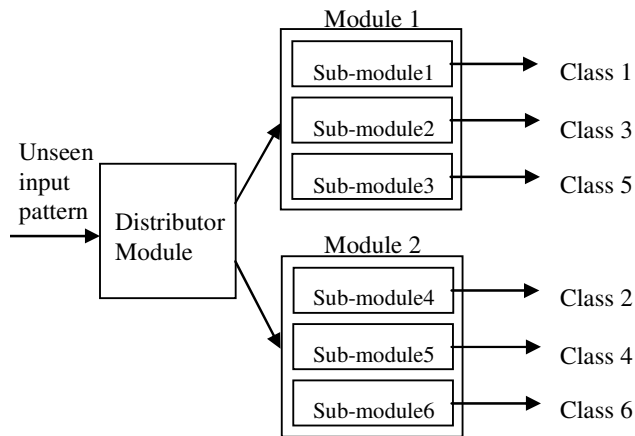 Unseen
input
pattern
Distributor
Module
Module 1
Sub-module1
Class 1
Sub-module2
Class 3
Sub-module3
Class 5
Module 2
Sub-module4
Class 2
Sub-module5
Class 4
Sub-module6
Class 6